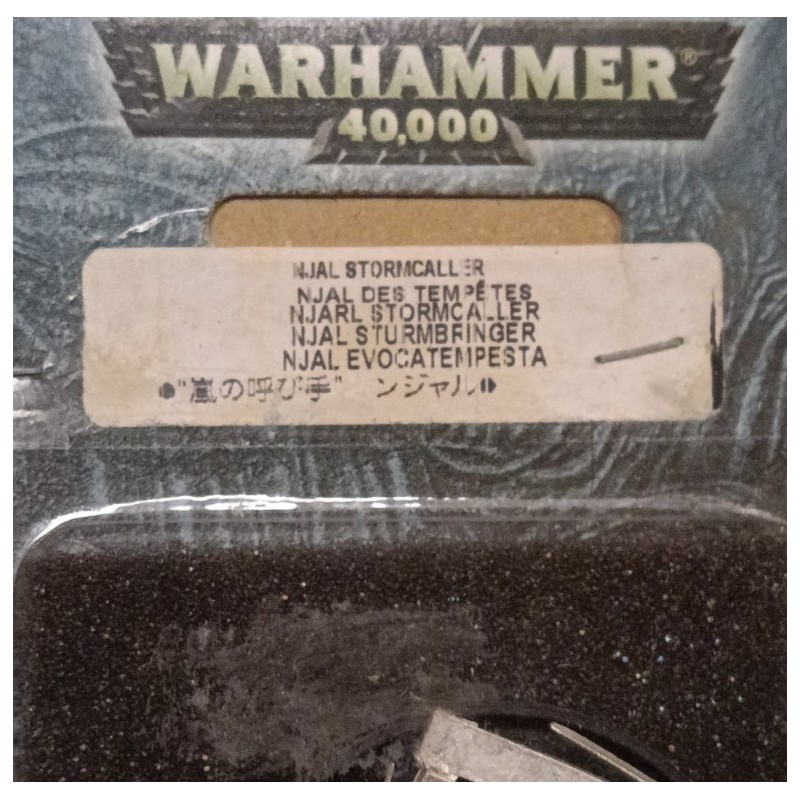 WARHAMMER®
40,000
NJAL STORMCALLER
NJAL DES TEMPÊTES
NJARL STORMCALLER
NJAL STURMBRINGER
NJAL EVOCATEMPESTA
"嵐の呼び手" ンジャル